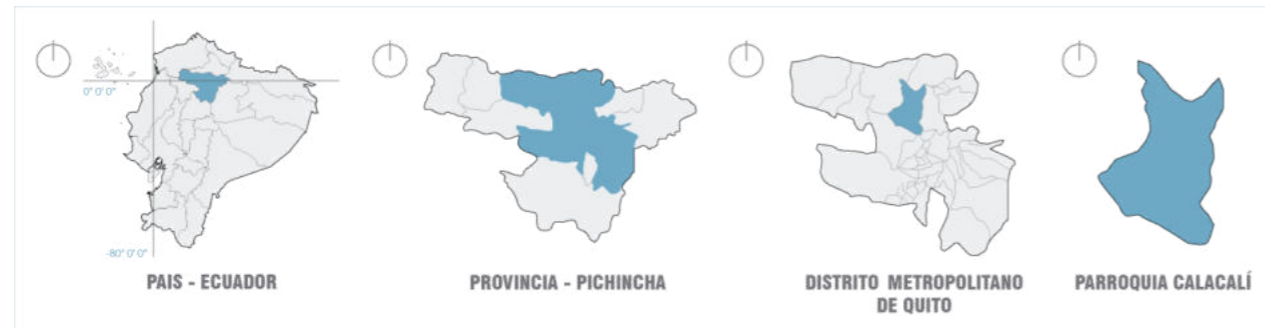 0° 0' 0"
-80° 0' 0"
PAIS - ECUADOR
PROVINCIA - PICHINCHA
DISTRITO METROPOLITANO
DE QUITO
PARROQUIA CALACALÍ